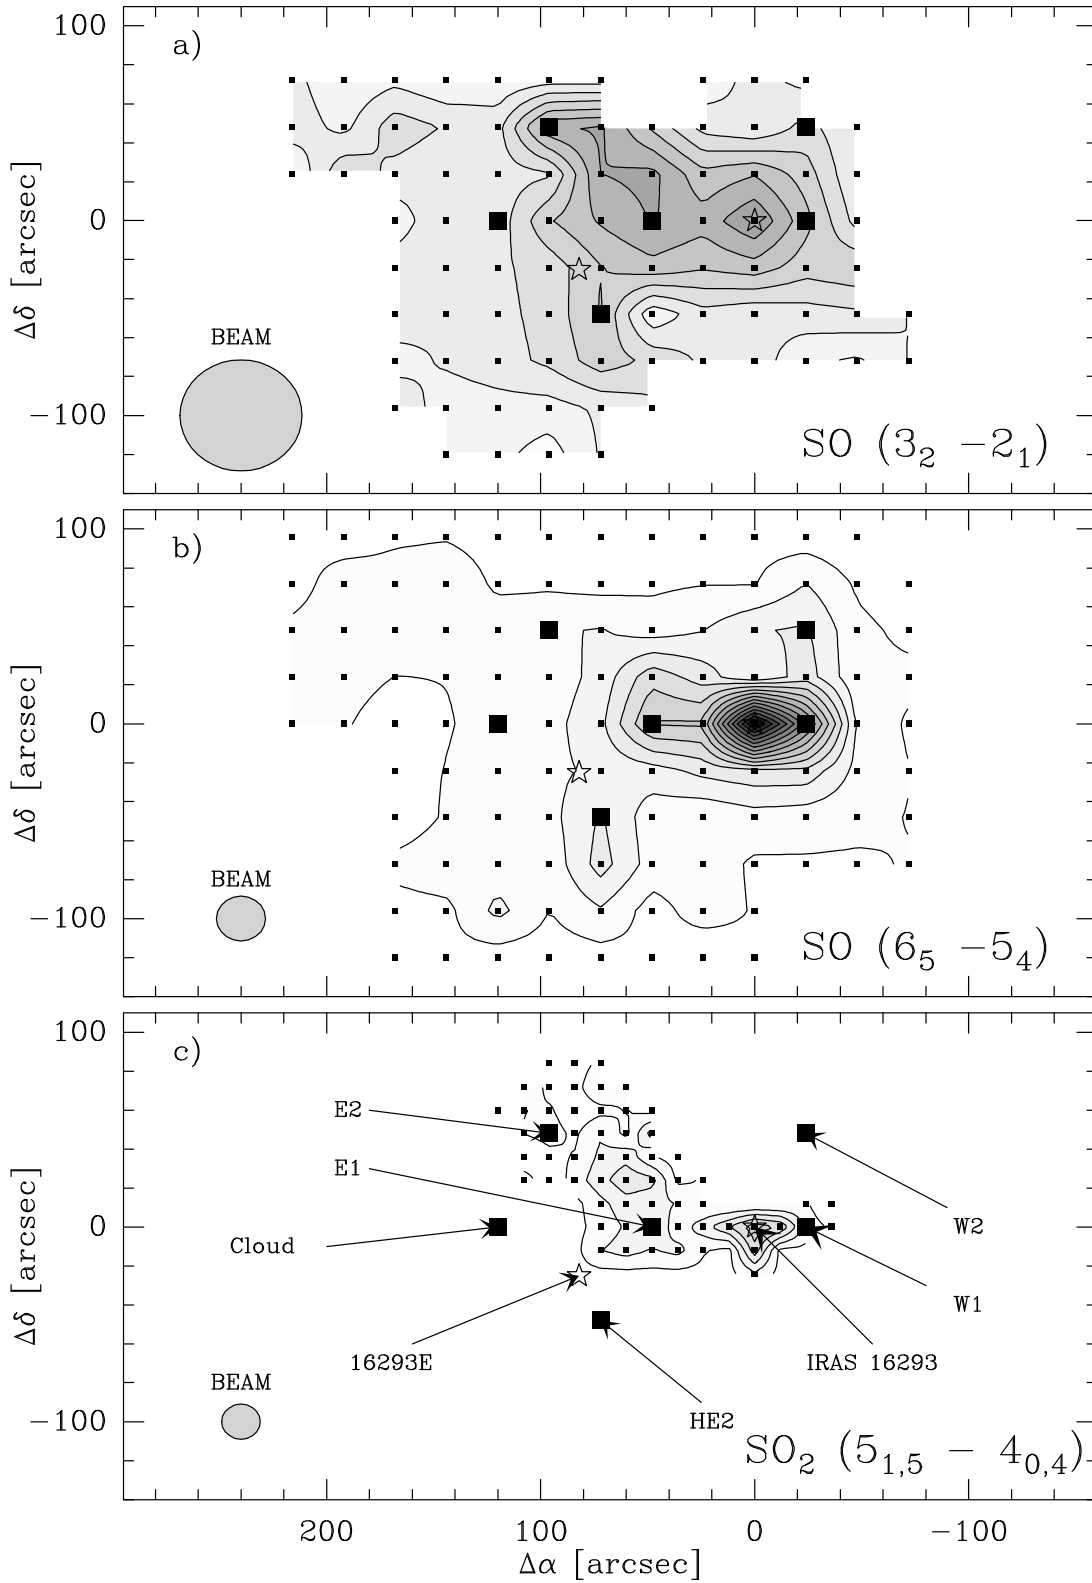 100
a)
0
Δδ [arcsec]
BEAM
−100
SO (3₂ −2₁)
100
b)
0
Δδ [arcsec]
BEAM
−100
SO (6₅ −5₄)
100
c)
E2
E1
0
Cloud
W2
Δδ [arcsec]
W1
16293E
IRAS 16293
BEAM
HE2
−100
SO₂ (5₁,₅ − 4₀,₄)
200 100 0 −100
Δα [arcsec]